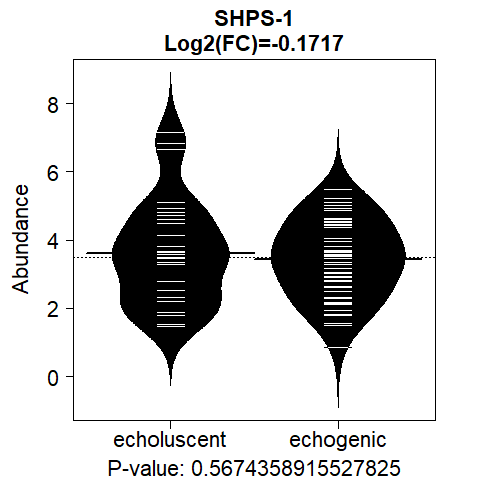 SHPS-1
Log2(FC)=-0.1717
Abundance
8
6
4
2
0
echoluscent echogenic
P-value: 0.5674358915527825